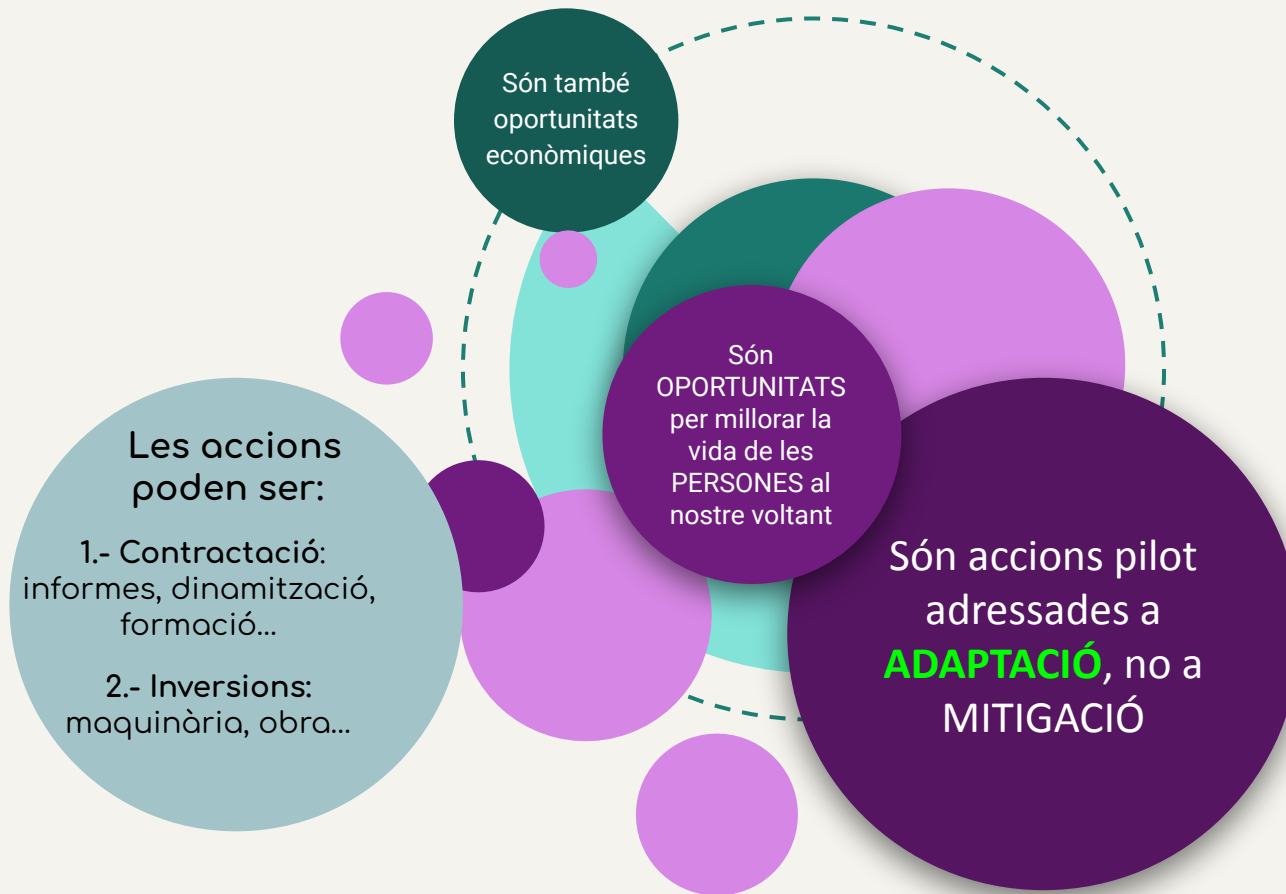 Són també
oportunitats
econòmiques
Són
OPORTUNITATS
per millorar la
vida de les
PERSONES al
nostre voltant
Les accions
poden ser:
1.- Contractació:
informes, dinamització,
formació...
2.- Inversions:
maquinària, obra...
Són accions pilot
adressades a
ADAPTACIÓ, no a
MITIGACIÓ